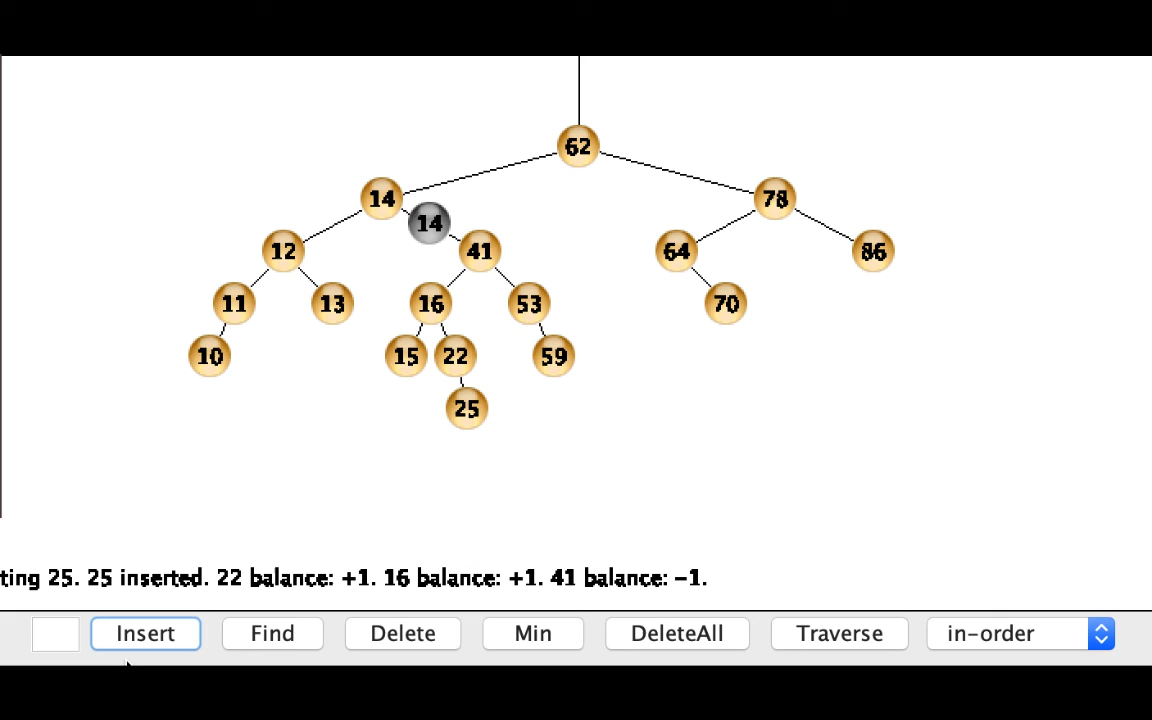 62
14 78
14
12 41 64 86
11 13 16 53 70
10 15 22 59
25
ting 25. 25 inserted. 22 balance: +1. 16 balance: +1. 41 balance: −1.
Insert Find Delete Min DeleteAll Traverse in-order